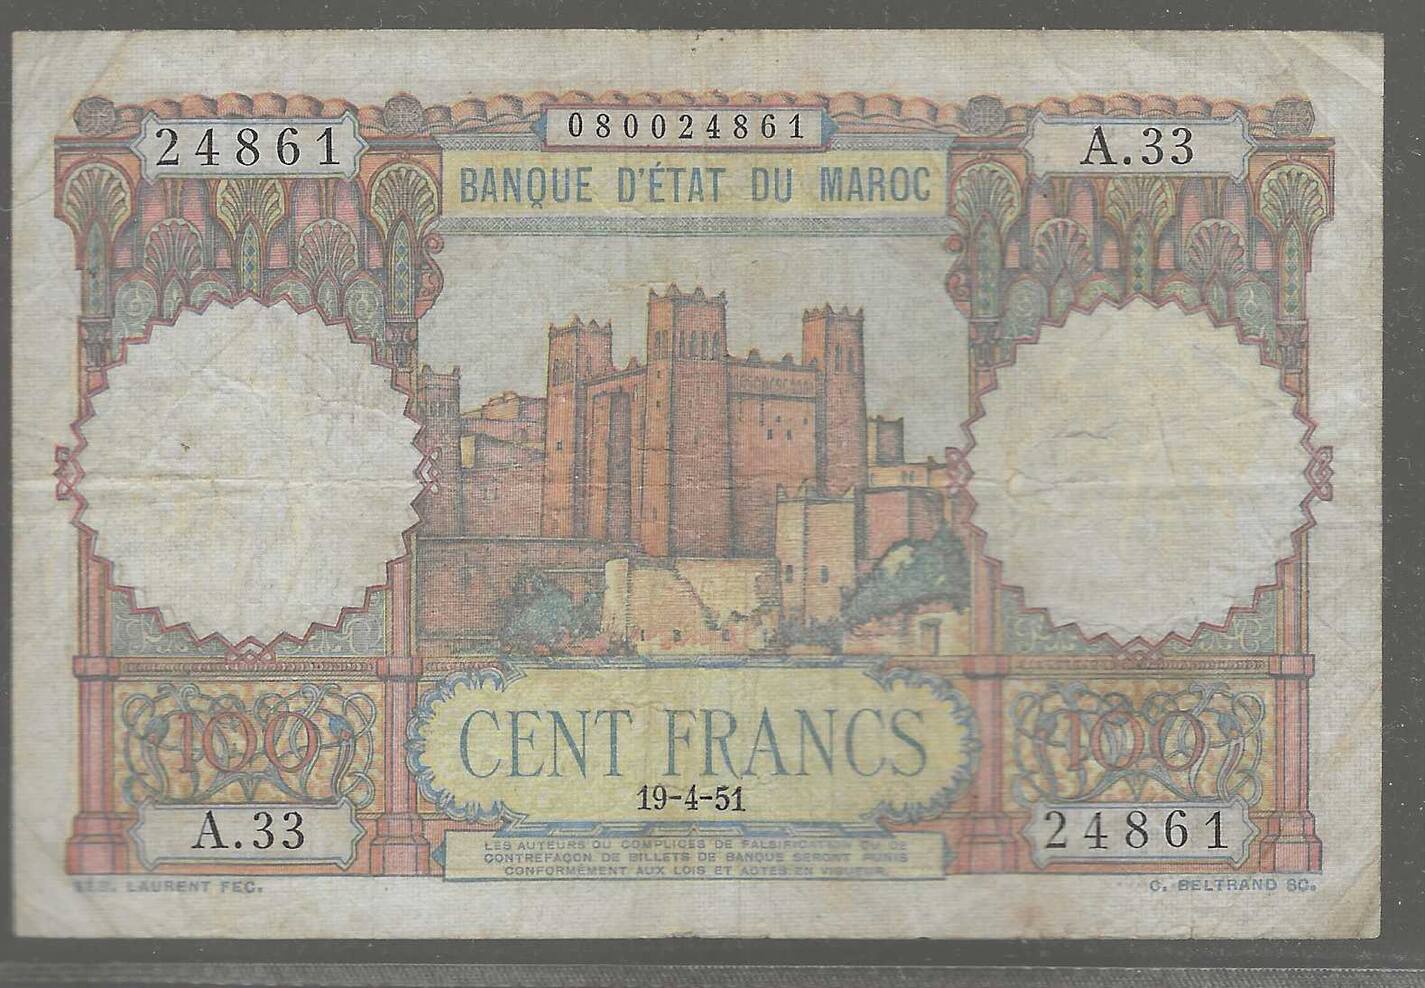 24861
080024861
A.33
BANQUE D'ÉTAT DU MAROC
100
100
CENT FRANCS
19-4-51
A.33
24861
LES AUTEURS OU COMPLICES DE FALSIFICATION OU DE
CONTREFAÇON DE BILLETS DE BANQUE SERONT PUNIS
CONFORMÉMENT AUX LOIS ET ACTES EN VIGUEUR.
LAURENT FEC.
C. BELTRAND SC.